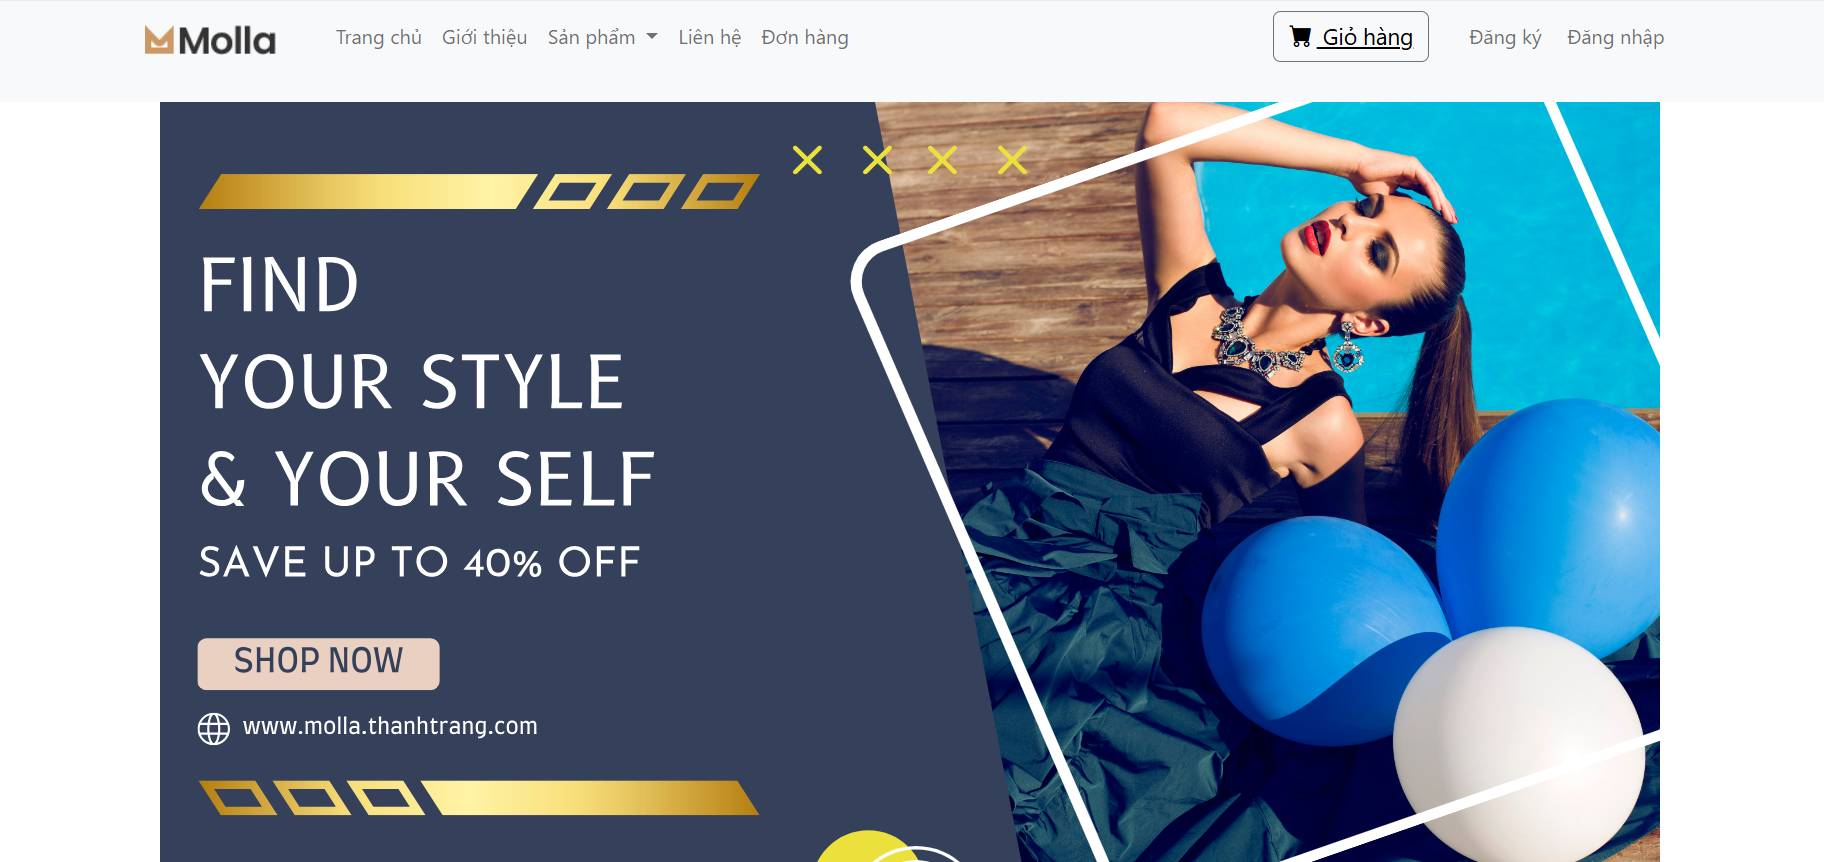 Molla
Trang chủ Giới thiệu Sản phẩm Liên hệ Đơn hàng
Giỏ hàng Đăng ký Đăng nhập
FIND
YOUR STYLE
& YOUR SELF
SAVE UP TO 40% OFF
SHOP NOW
www.molla.thanhtrang.com